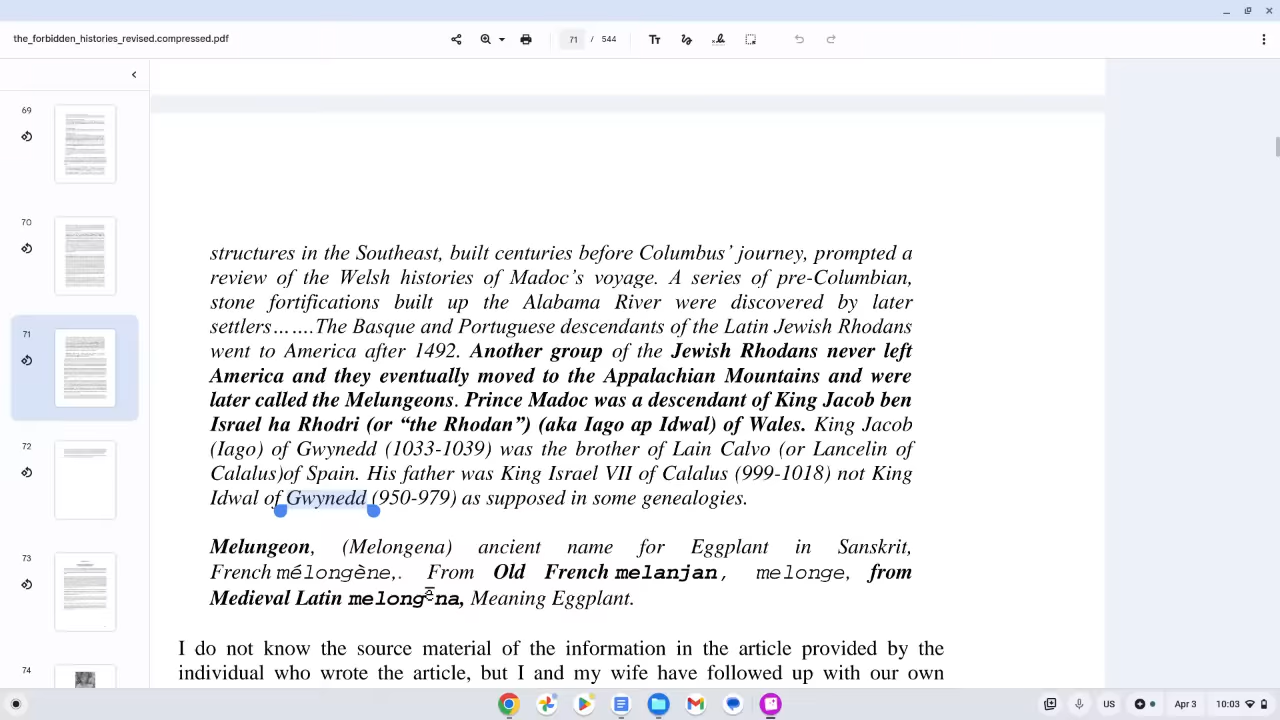 the_forbidden_histories_revised.compressed.pdf
71 / 544
69
70
71
72
73
74
structures in the Southeast, built centuries before Columbus’ journey, prompted a
review of the Welsh histories of Madoc’s voyage. A series of pre-Columbian,
stone fortifications built up the Alabama River were discovered by later
settlers…….The Basque and Portuguese descendants of the Latin Jewish Rhodans
went to America after 1492. Another group of the Jewish Rhodans never left
America and they eventually moved to the Appalachian Mountains and were
later called the Melungeons. Prince Madoc was a descendant of King Jacob ben
Israel ha Rhodri (or “the Rhodan”) (aka Iago ap Idwal) of Wales. King Jacob
(Iago) of Gwynedd (1033-1039) was the brother of Lain Calvo (or Lancelin of
Calalus)of Spain. His father was King Israel VII of Calalus (999-1018) not King
Idwal of Gwynedd (950-979) as supposed in some genealogies.
Melungeon, (Melongena) ancient name for Eggplant in Sanskrit,
French mélongène,. From Old French melanjan, melonge, from
Medieval Latin melongēna, Meaning Eggplant.
I do not know the source material of the information in the article provided by the
individual who wrote the article, but I and my wife have followed up with our own
US Apr 3 10:03